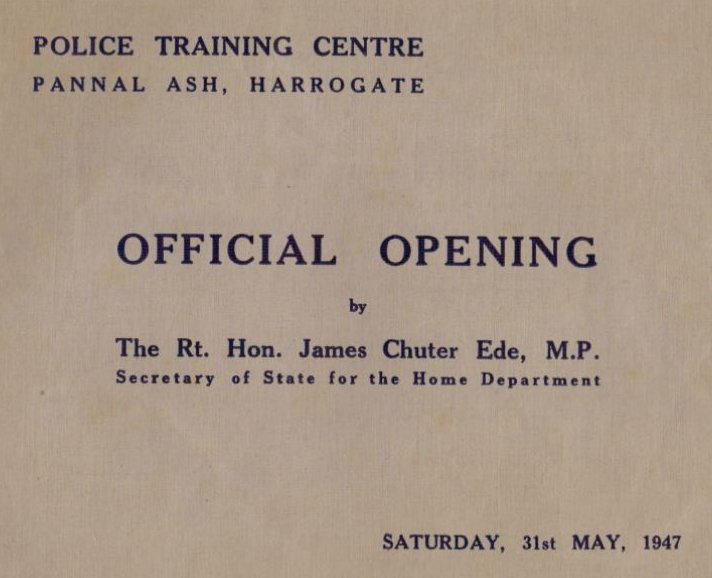 POLICE TRAINING CENTRE
PANNAL ASH, HARROGATE
OFFICIAL OPENING
by
The Rt. Hon. James Chuter Ede, M.P.
Secretary of State for the Home Department
SATURDAY, 31st MAY, 1947